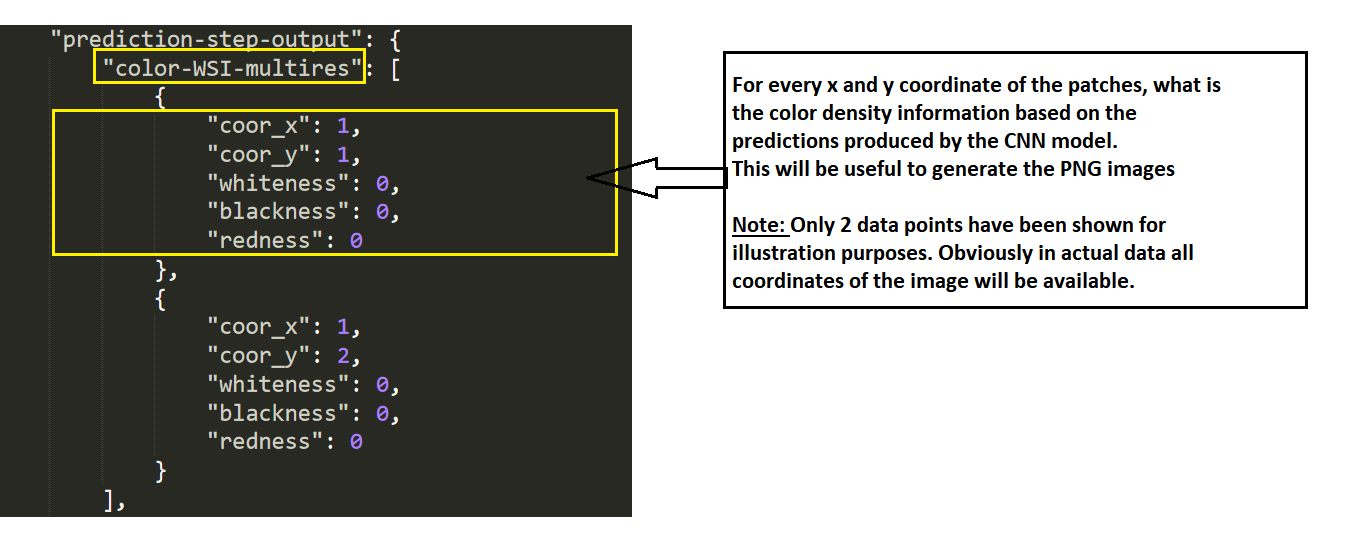 "prediction-step-output": {
"color-WSI-multires": [
{
"coor_x": 1,
"coor_y": 1,
"whiteness": 0,
"blackness": 0,
"redness": 0
},
{
"coor_x": 1,
"coor_y": 2,
"whiteness": 0,
"blackness": 0,
"redness": 0
}
],
For every x and y coordinate of the patches, what is
the color density information based on the
predictions produced by the CNN model.
This will be useful to generate the PNG images
Note: Only 2 data points have been shown for
illustration purposes. Obviously in actual data all
coordinates of the image will be available.